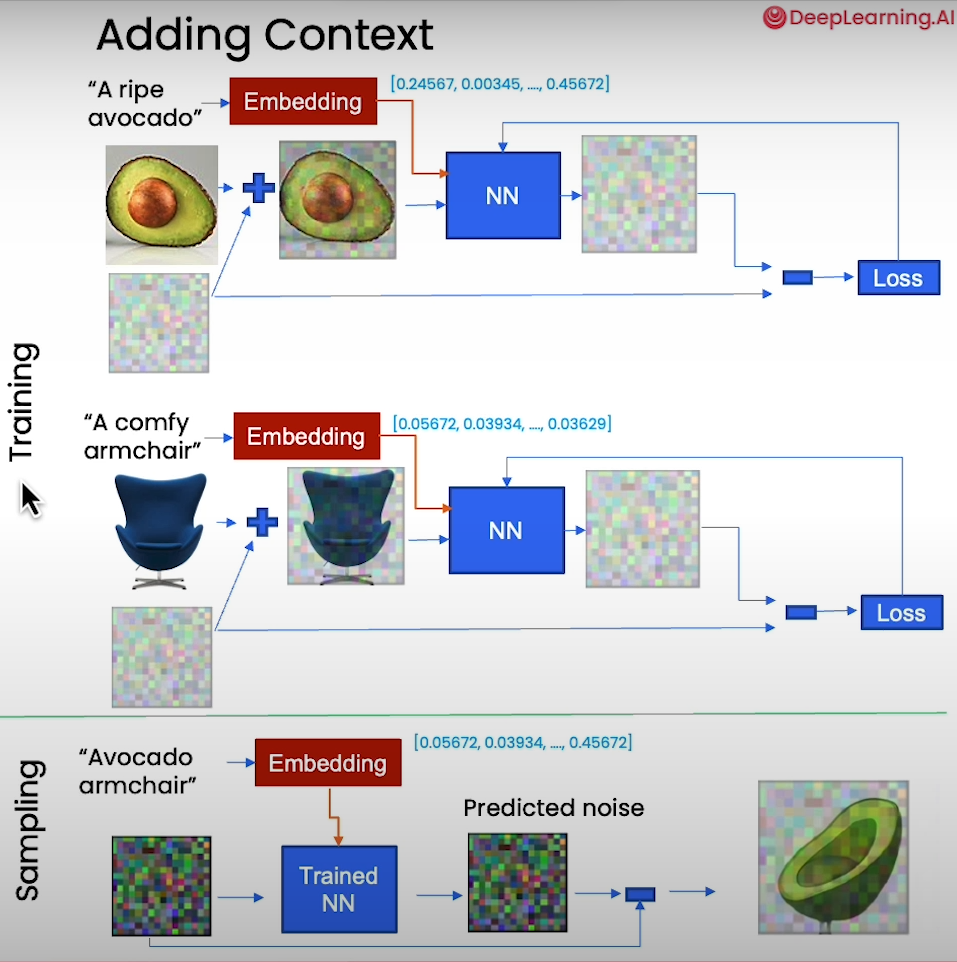 Adding Context
DeepLearning.AI
“A ripe
avocado”
Embedding
[0.24567, 0.00345, ...., 0.45672]
NN
Loss
Training
“A comfy
armchair”
Embedding
[0.05672, 0.03934, ...., 0.03629]
NN
Loss
Sampling
“Avocado
armchair”
Embedding
[0.05672, 0.03934, ...., 0.45672]
Trained
NN
Predicted noise